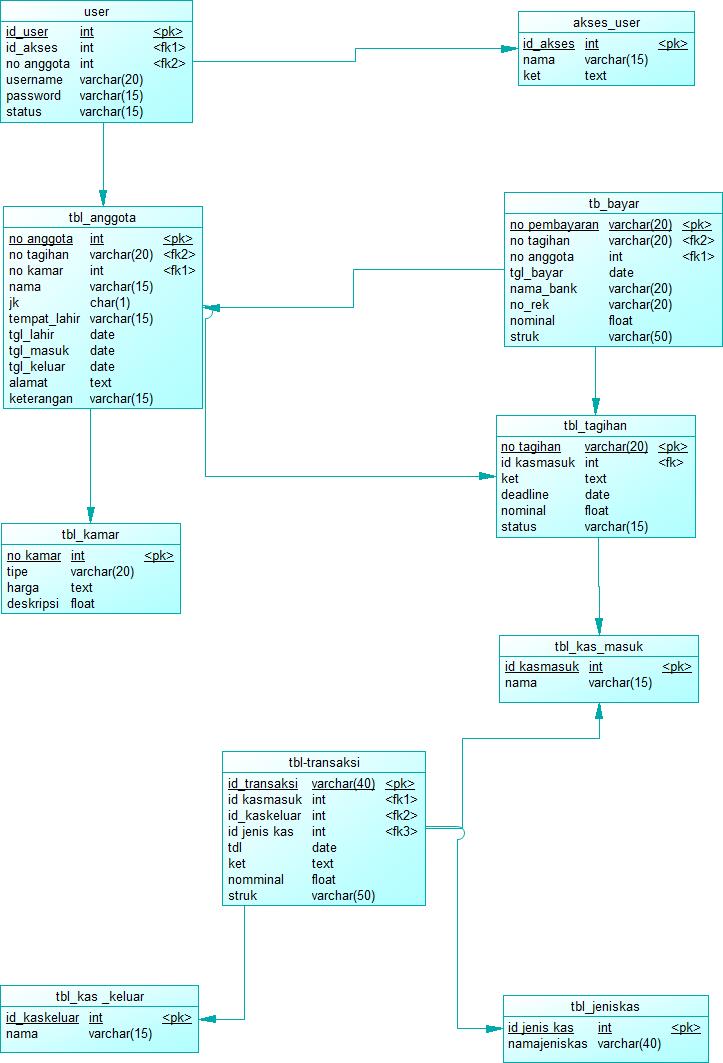 user
id_user int <pk>
id_akses int <fk1>
no anggota int <fk2>
username varchar(20)
password varchar(15)
status varchar(15)
akses_user
id_akses int <pk>
nama varchar(15)
ket text
tbl_anggota
no anggota int <pk>
no tagihan varchar(20) <fk2>
no kamar int <fk1>
nama varchar(15)
jk char(1)
tempat_lahir varchar(15)
tgl_lahir date
tgl_masuk date
tgl_keluar date
alamat text
keterangan varchar(15)
tb_bayar
no pembayaran varchar(20) <pk>
no tagihan varchar(20) <fk2>
no anggota int <fk1>
tgl_bayar date
nama_bank varchar(20)
no_rek varchar(20)
nominal float
struk varchar(50)
tbl_tagihan
no tagihan varchar(20) <pk>
id kasmasuk int <fk>
ket text
deadline date
nominal float
status varchar(15)
tbl_kamar
no kamar int <pk>
tipe varchar(20)
harga text
deskripsi float
tbl_kas_masuk
id kasmasuk int <pk>
nama varchar(15)
tbl-transaksi
id_transaksi varchar(40) <pk>
id kasmasuk int <fk1>
id_kaskeluar int <fk2>
id jenis kas int <fk3>
tdl date
ket text
nomminal float
struk varchar(50)
tbl_kas _keluar
id_kaskeluar int <pk>
nama varchar(15)
tbl_jeniskas
id jenis kas int <pk>
namajeniskas varchar(40)